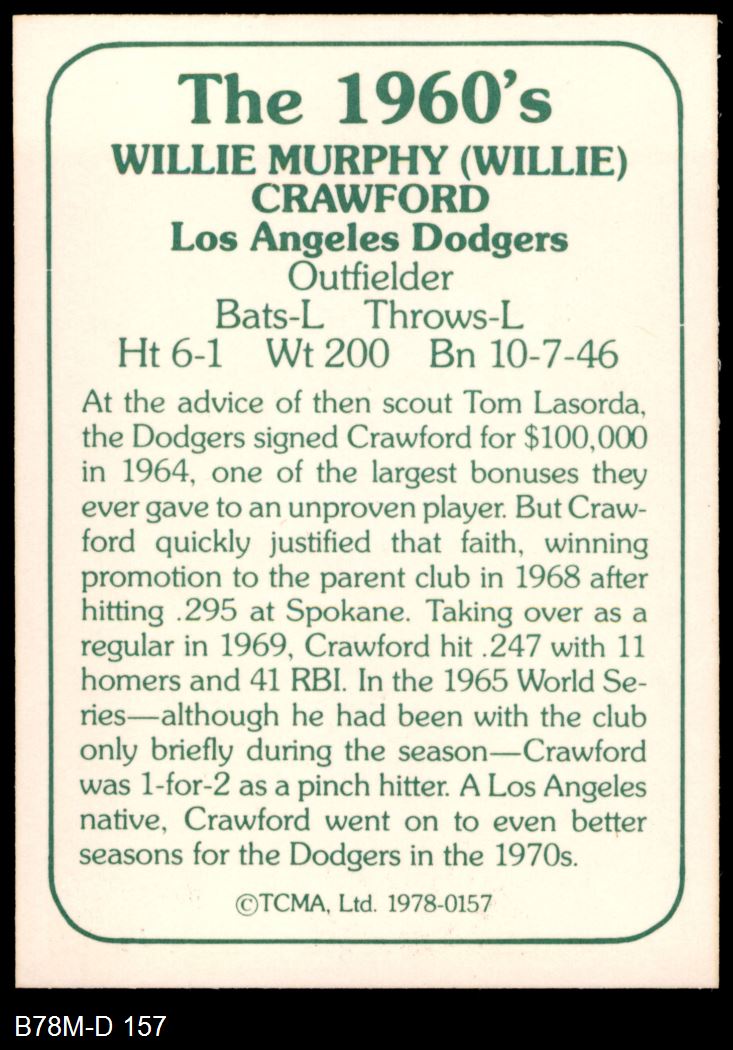 The 1960's
WILLIE MURPHY (WILLIE)
CRAWFORD
Los Angeles Dodgers
Outfielder
Bats-L Throws-L
Ht 6-1 Wt 200 Bn 10-7-46
At the advice of then scout Tom Lasorda,
the Dodgers signed Crawford for $100,000
in 1964, one of the largest bonuses they
ever gave to an unproven player. But Craw-
ford quickly justified that faith, winning
promotion to the parent club in 1968 after
hitting .295 at Spokane. Taking over as a
regular in 1969, Crawford hit .247 with 11
homers and 41 RBI. In the 1965 World Se-
ries—although he had been with the club
only briefly during the season—Crawford
was 1-for-2 as a pinch hitter. A Los Angeles
native, Crawford went on to even better
seasons for the Dodgers in the 1970s.
©TCMA, Ltd. 1978-0157
B78M-D 157